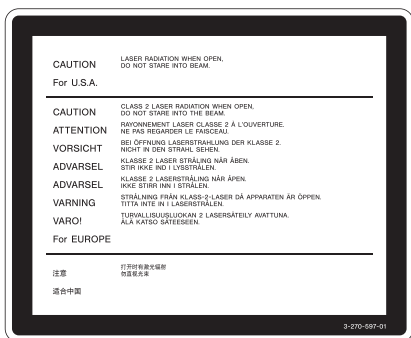 CAUTION LASER RADIATION WHEN OPEN,
DO NOT STARE INTO BEAM.
For U.S.A.
CAUTION CLASS 2 LASER RADIATION WHEN OPEN,
DO NOT STARE INTO THE BEAM.
ATTENTION RAYONNEMENT LASER CLASSE 2 À L'OUVERTURE.
NE PAS REGARDER LE FAISCEAU.
VORSICHT BEI ÖFFNUNG LASERSTRAHLUNG DER KLASSE 2.
NICHT IN DEN STRAHL SEHEN.
ADVARSEL KLASSE 2 LASER STRÅLING NÅR ÅBEN.
STIR IKKE IND I LYSSTRÅLEN.
ADVARSEL KLASSE 2 LASERSTRÅLING NÅR ÅPEN.
IKKE STIRR INN I STRÅLEN.
VARNING STRÅLNING FRÅN KLASS-2-LASER DÅ APPARATEN ÄR ÖPPEN.
TITTA INTE IN I LASERSTRÅLEN.
VARO! TURVALLISUUSLUOKAN 2 LASERSÄTEILY AVATTUNA.
ÄLÄ KATSO SÄTEESEEN.
For EUROPE
注意 打开时有激光辐射
勿直视光束
适合中国
3-270-597-01